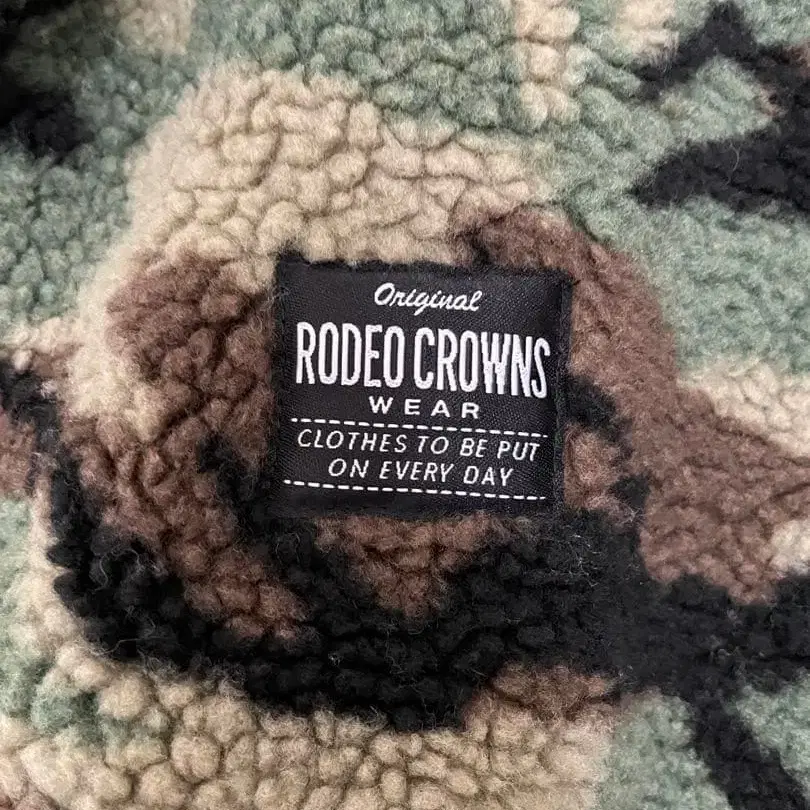 Original
RODEO CROWNS
WEAR
CLOTHES TO BE PUT
ON EVERY DAY